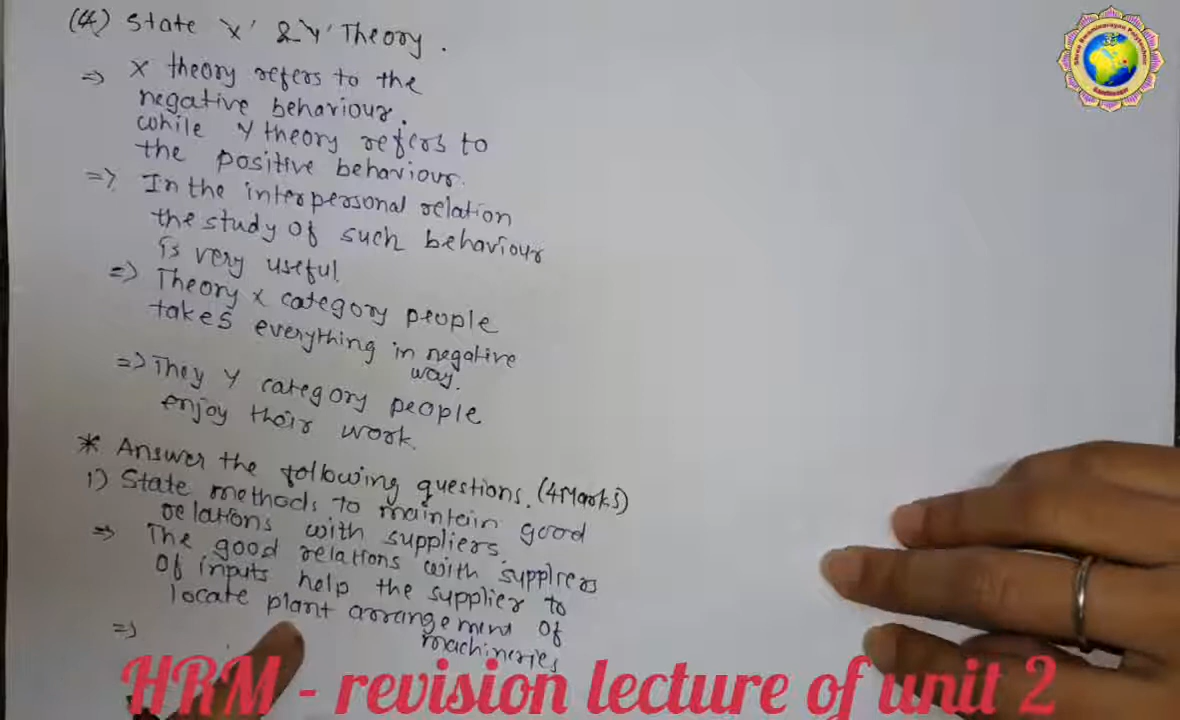 (4) State 'X' & 'Y' Theory.
=> X theory refers to the
negative behaviour.
while Y theory refers to
the positive behaviour.
=> In the interpersonal relation
the study of such behaviour
is very useful.
=> Theory X category people
takes everything in negative
way.
=> They Y category people
enjoy their work.
* Answer the following questions. (4 Marks)
1) State methods to maintain good
relations with suppliers.
=> The good relations with suppliers
of inputs help the supplier to
locate plant arrangement of
machineries
=>
HRM - revision lecture of unit 2